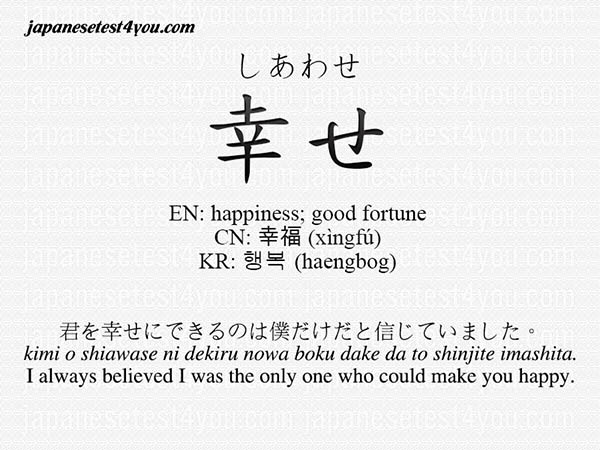 japanesetest4you.com
しあわせ
幸せ
EN: happiness; good fortune
CN: 幸福 (xìngfú)
KR: 행복 (haengbog)
君を幸せにできるのは僕だけだと信じていました。
kimi o shiawase ni dekiru nowa boku dake da to shinjite imashita.
I always believed I was the only one who could make you happy.